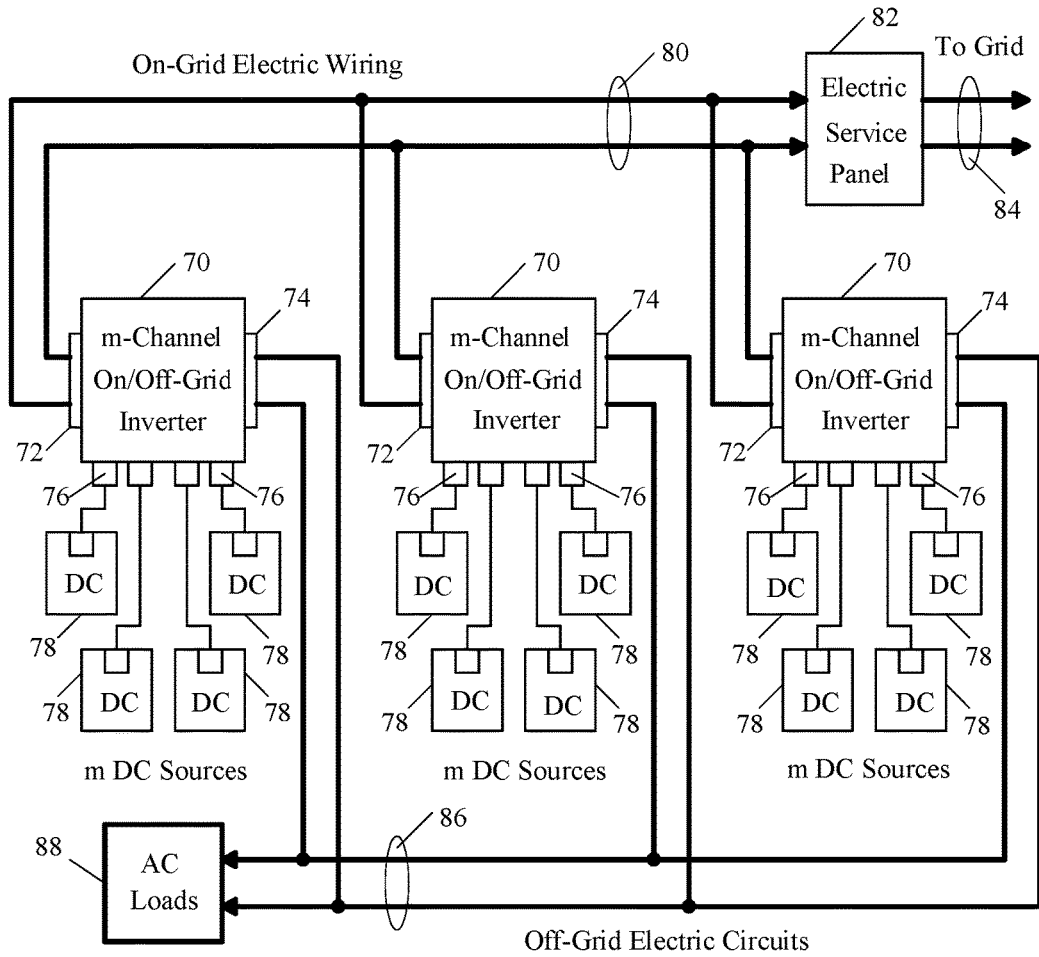 82
To Grid
80
On-Grid Electric Wiring
Electric
Service
Panel
84
70
70
70
74
74
74
m-Channel
On/Off-Grid
Inverter
m-Channel
On/Off-Grid
Inverter
m-Channel
On/Off-Grid
Inverter
72
72
72
76
76
76
76
76
76
DC
DC
DC
DC
DC
DC
78
78
78
78
78
78
78
DC
DC
78
78
DC
DC
78
78
DC
DC
78
m DC Sources
m DC Sources
m DC Sources
86
88
AC
Loads
Off-Grid Electric Circuits